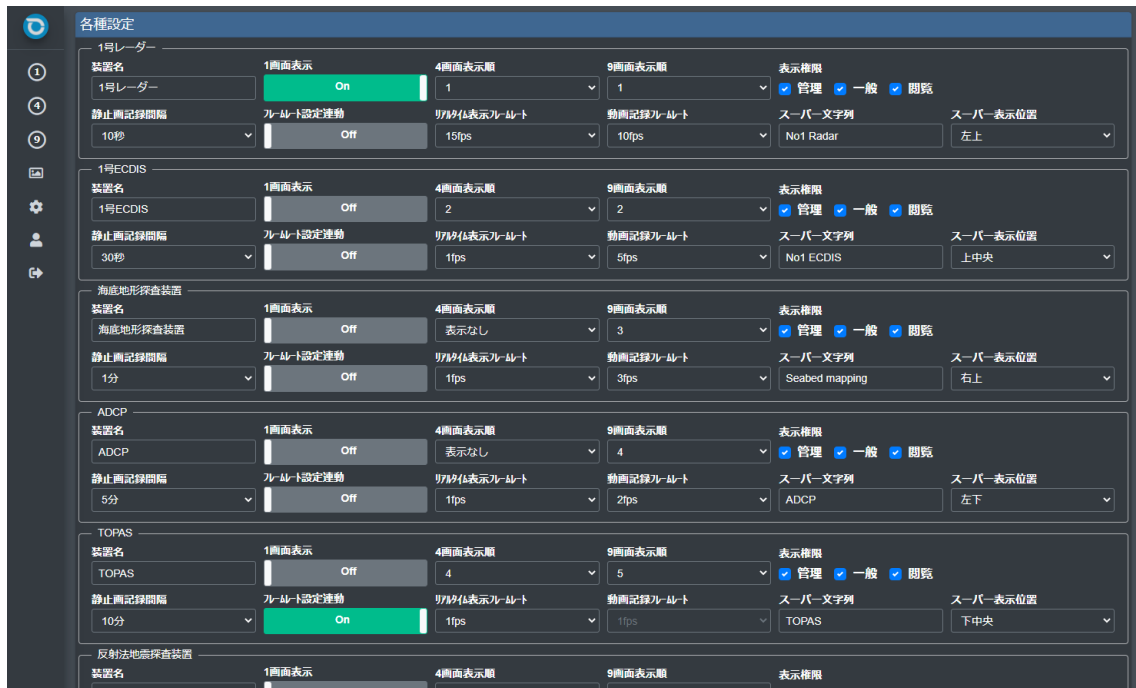 各種設定
①
④
⑨
1号レーダー
装置名 1画面表示 4画面表示順 9画面表示順 表示権限
1号レーダー On 1 1 管理 一般 閲覧
静止画記録間隔 フレームレート設定連動 リアルタイム表示フレームレート 動画記録フレームレート スーパー文字列 スーパー表示位置
10秒 Off 15fps 10fps No1 Radar 左上
1号ECDIS
装置名 1画面表示 4画面表示順 9画面表示順 表示権限
1号ECDIS Off 2 2 管理 一般 閲覧
静止画記録間隔 フレームレート設定連動 リアルタイム表示フレームレート 動画記録フレームレート スーパー文字列 スーパー表示位置
30秒 Off 1fps 5fps No1 ECDIS 上中央
海底地形探査装置
装置名 1画面表示 4画面表示順 9画面表示順 表示権限
海底地形探査装置 Off 表示なし 3 管理 一般 閲覧
静止画記録間隔 フレームレート設定連動 リアルタイム表示フレームレート 動画記録フレームレート スーパー文字列 スーパー表示位置
1分 Off 1fps 3fps Seabed mapping 右上
ADCP
装置名 1画面表示 4画面表示順 9画面表示順 表示権限
ADCP Off 表示なし 4 管理 一般 閲覧
静止画記録間隔 フレームレート設定連動 リアルタイム表示フレームレート 動画記録フレームレート スーパー文字列 スーパー表示位置
5分 Off 1fps 2fps ADCP 左下
TOPAS
装置名 1画面表示 4画面表示順 9画面表示順 表示権限
TOPAS Off 4 5 管理 一般 閲覧
静止画記録間隔 フレームレート設定連動 リアルタイム表示フレームレート 動画記録フレームレート スーパー文字列 スーパー表示位置
10分 On 1fps 1fps TOPAS 下中央
反射法地震探査装置
装置名 1画面表示 4画面表示順 9画面表示順 表示権限